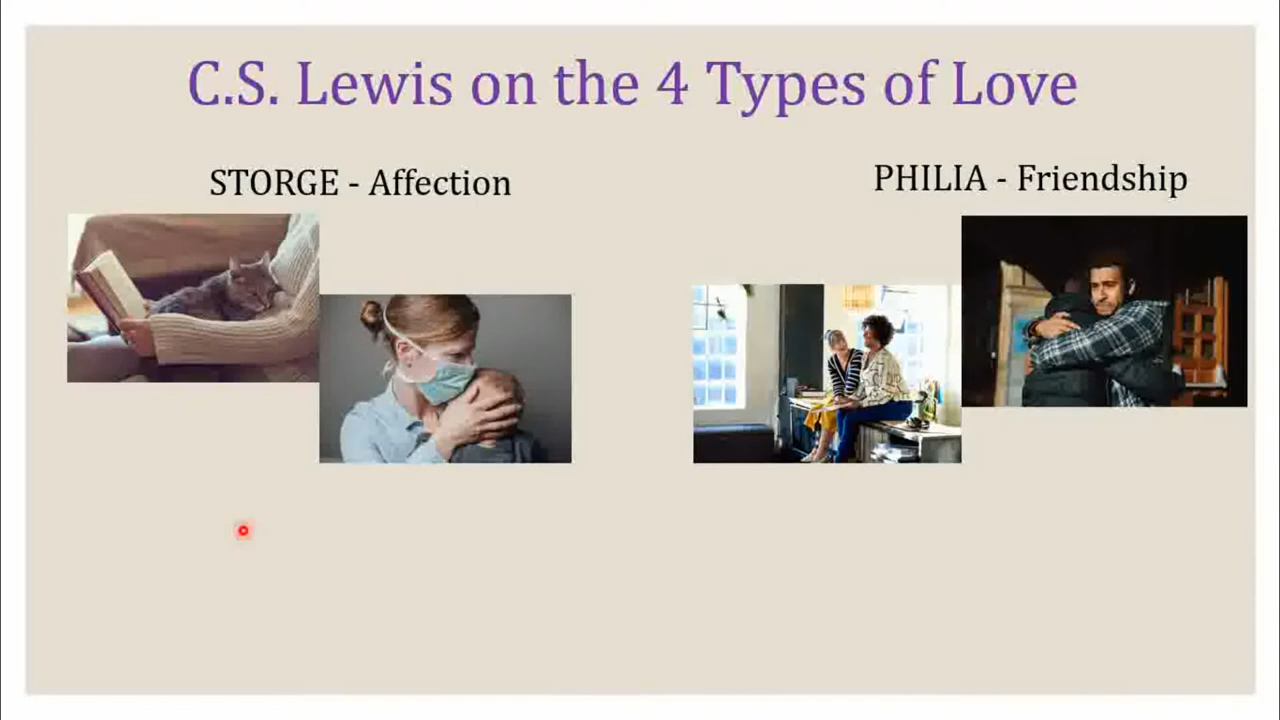 C.S. Lewis on the 4 Types of Love
STORGE - Affection
PHILIA - Friendship